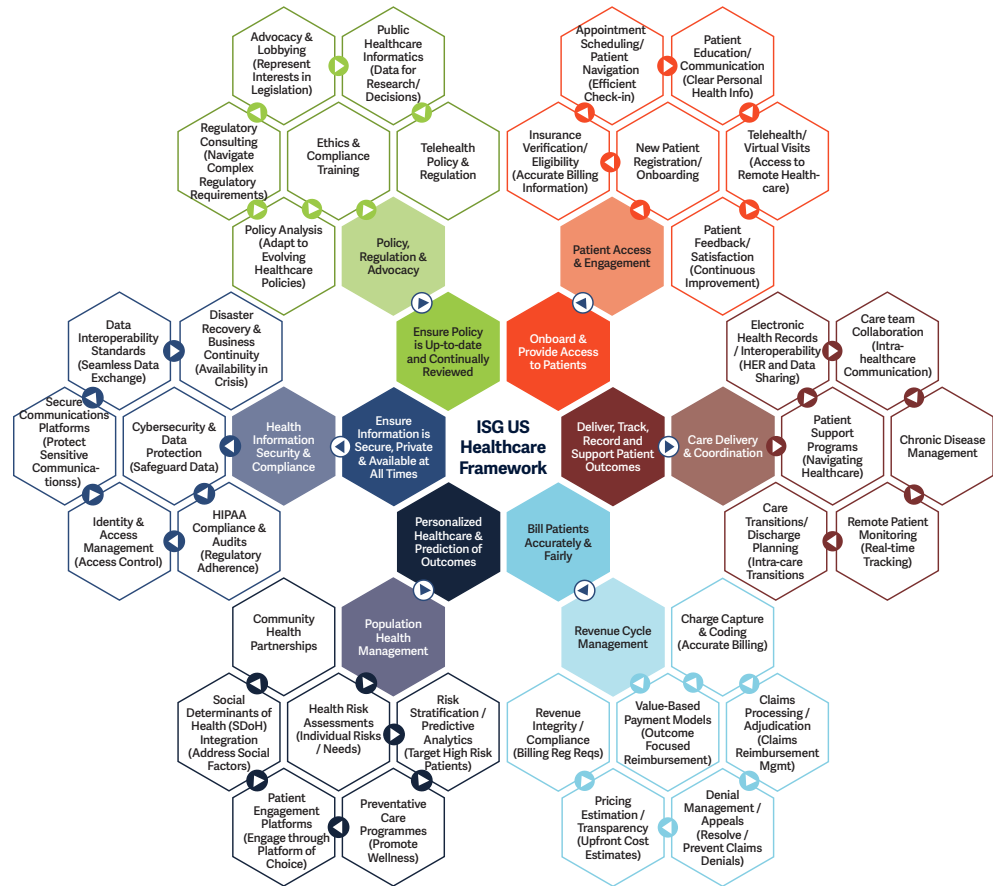 Advocacy &
Lobbying
(Represent
Interests in
Legislation)
Public
Healthcare
Informatics
(Data for
Research/
Decisions)
Regulatory
Consulting
(Navigate
Complex
Regulatory
Requirements)
Ethics &
Compliance
Training
Telehealth
Policy &
Regulation
Policy Analysis
(Adapt to
Evolving
Healthcare
Policies)
Policy,
Regulation &
Advocacy
Ensure Policy
is Up-to-date
and Continually
Reviewed
Appointment
Scheduling/
Patient
Navigation
(Efficient
Check-in)
Patient
Education/
Communication
(Clear Personal
Health Info)
Insurance
Verification/
Eligibility
(Accurate Billing
Information)
New Patient
Registration/
Onboarding
Telehealth/
Virtual Visits
(Access to
Remote Health-
care)
Patient Access
& Engagement
Patient
Feedback/
Satisfaction
(Continuous
Improvement)
Onboard &
Provide Access
to Patients
Data
Interoperability
Standards
(Seamless Data
Exchange)
Disaster
Recovery &
Business
Continuity
(Availability in
Crisis)
Secure
Communications
Platforms
(Protect
Sensitive
Communica-
tionss)
Cybersecurity &
Data
Protection
(Safeguard Data)
Health
Information
Security &
Compliance
Ensure
Information is
Secure, Private
& Available at
All Times
Identity &
Access
Management
(Access Control)
HIPAA
Compliance &
Audits
(Regulatory
Adherence)
ISG US
Healthcare
Framework
Electronic
Health Records
/ Interoperability
(HER and Data
Sharing)
Care team
Collaboration
(Intra-
healthcare
Communication)
Deliver, Track,
Record and
Support Patient
Outcomes
Care Delivery
& Coordination
Patient
Support
Programs
(Navigating
Healthcare)
Chronic Disease
Management
Care
Transitions/
Discharge
Planning
(Intra-care
Transitions
Remote Patient
Monitoring
(Real-time
Tracking)
Personalized
Healthcare &
Prediction of
Outcomes
Bill Patients
Accurately &
Fairly
Community
Health
Partnerships
Population
Health
Management
Social
Determinants of
Health (SDoH)
Integration
(Address Social
Factors)
Health Risk
Assessments
(Individual Risks
/ Needs)
Risk
Stratification /
Predictive
Analytics
(Target High Risk
Patients)
Patient
Engagement
Platforms
(Engage through
Platform of
Choice)
Preventative
Care
Programmes
(Promote
Wellness)
Revenue Cycle
Management
Charge Capture
& Coding
(Accurate Billing)
Revenue
Integrity /
Compliance
(Billing Reg Reqs)
Value-Based
Payment Models
(Outcome
Focused
Reimbursement)
Claims
Processing /
Adjudication
(Claims
Reimbursement
Mgmt)
Pricing
Estimation /
Transparency
(Upfront Cost
Estimates)
Denial
Management /
Appeals
(Resolve /
Prevent Claims
Denials)